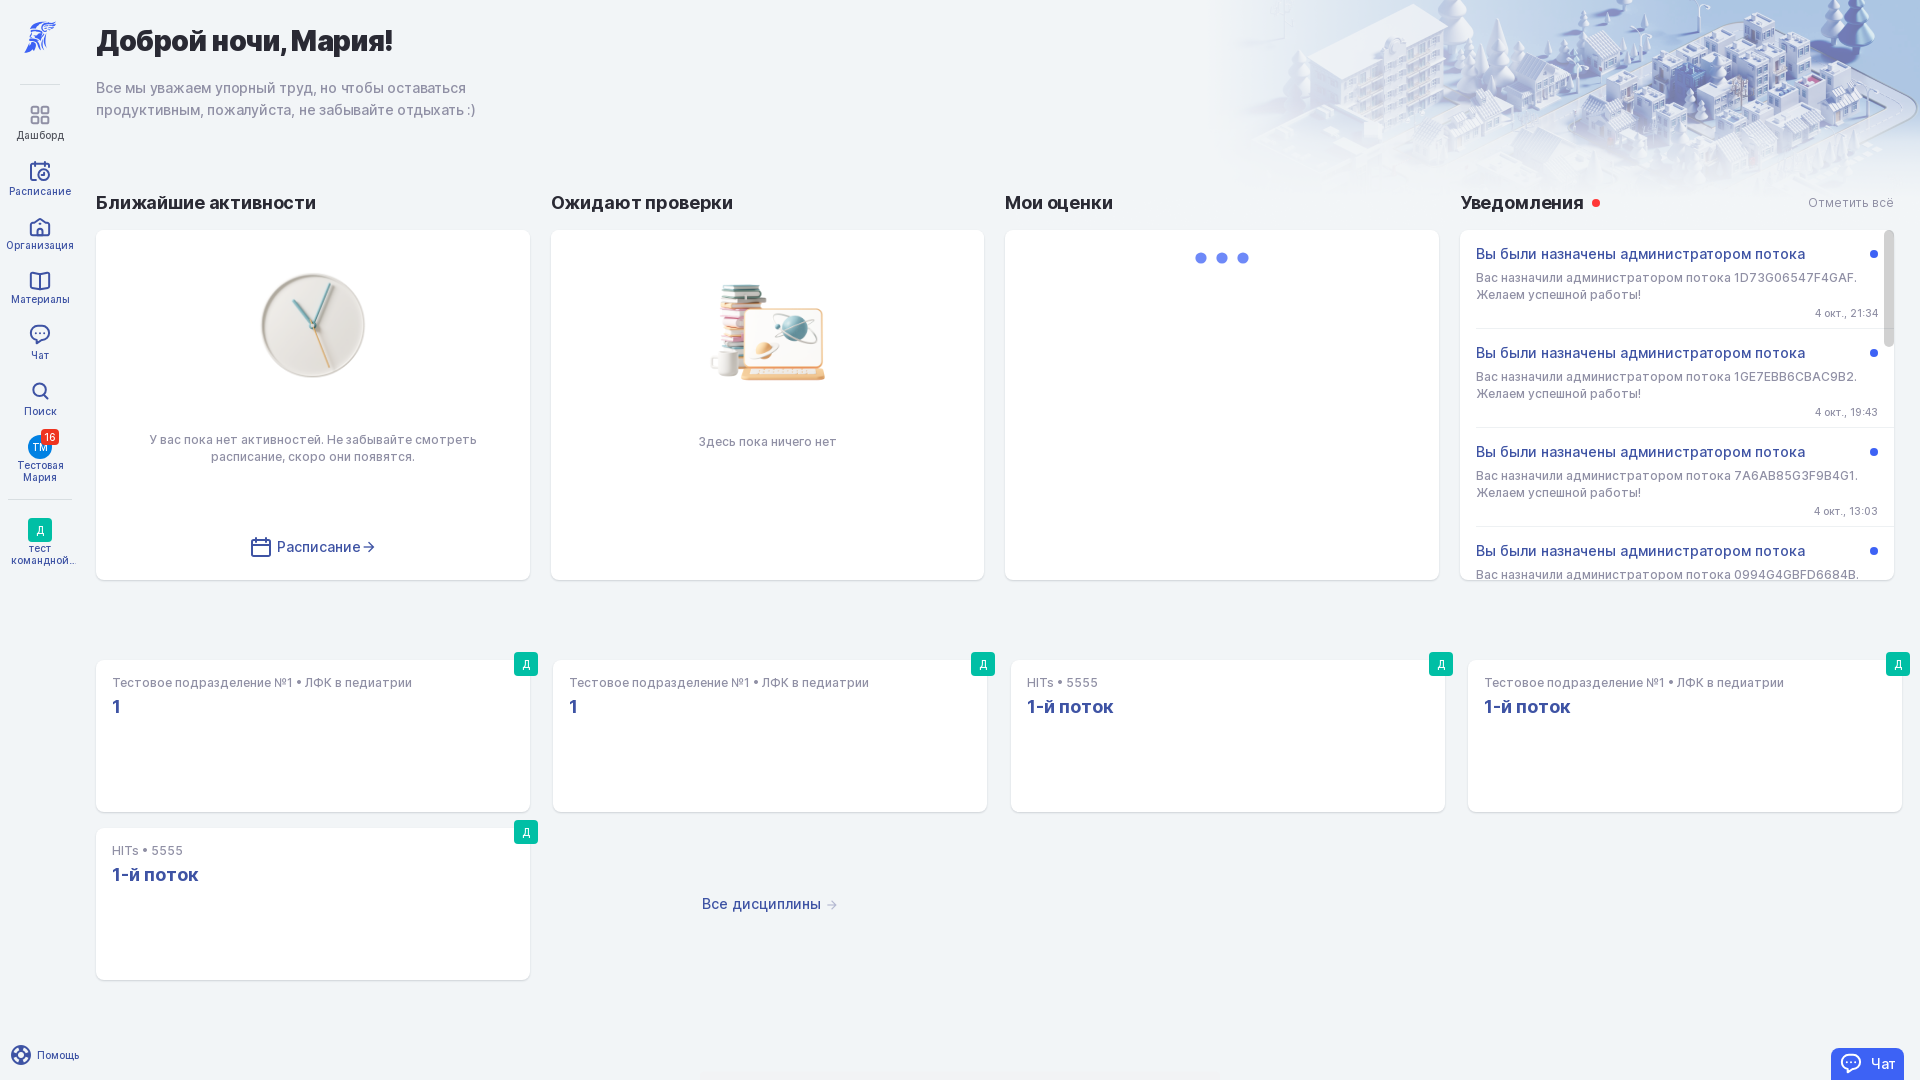 Доброй ночи, Мария!
Все мы уважаем упорный труд, но чтобы оставаться
продуктивным, пожалуйста, не забывайте отдыхать :)
Дашборд
Расписание
Организация
Материалы
Чат
Поиск
16
ТМ
Тестовая
Мария
Д
тест
командной...
Помощь
Ближайшие активности
У вас пока нет активностей. Не забывайте смотреть
расписание, скоро они появятся.
Расписание
Ожидают проверки
Здесь пока ничего нет
Мои оценки
Уведомления
Отметить всё
Вы были назначены администратором потока
Вас назначили администратором потока 1D73G06547F4GAF.
Желаем успешной работы!
4 окт., 21:34
Вы были назначены администратором потока
Вас назначили администратором потока 1GE7EBB6CBAC9B2.
Желаем успешной работы!
4 окт., 19:43
Вы были назначены администратором потока
Вас назначили администратором потока 7A6AB85G3F9B4G1.
Желаем успешной работы!
4 окт., 13:03
Вы были назначены администратором потока
Вас назначили администратором потока 0994G4GBFD6684B.
Д
Тестовое подразделение №1 • ЛФК в педиатрии
1
Д
Тестовое подразделение №1 • ЛФК в педиатрии
1
Д
HITs • 5555
1-й поток
Д
Тестовое подразделение №1 • ЛФК в педиатрии
1-й поток
Д
HITs • 5555
1-й поток
Все дисциплины
Чат